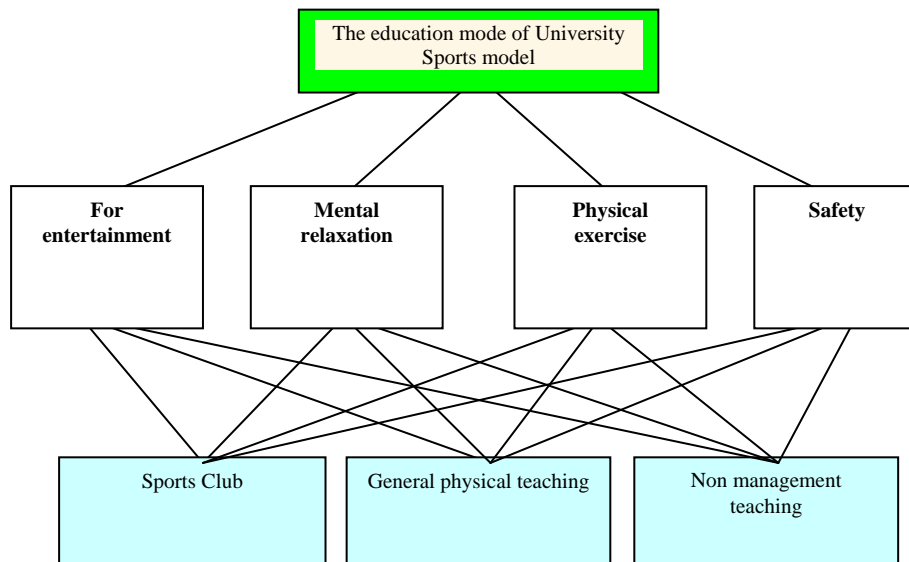 The education mode of University
Sports model
For
entertainment
Mental
relaxation
Physical
exercise
Safety
Sports Club
General physical teaching
Non management
teaching